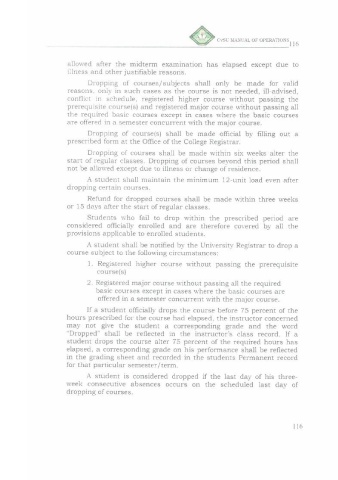 EVSU MANUAL OF OPERATIONS
116
allowed after the midterm examination has elapsed except due to
illness and other justifiable reasons.
Dropping of courses/subjects shall only be made for valid
reasons, only in such cases as the course is not needed, ill-advised,
conflict in schedule, registered higher course without passing the
prerequisite course(s) and registered major course without passing all
the required basic courses except in cases where the basic courses
are offered in a semester concurrent with the major course.
Dropping of course(s) shall be made official by filling out a
prescribed form at the Office of the College Registrar.
Dropping of courses shall be made within six weeks after the
start of regular classes. Dropping of courses beyond this period shall
not be allowed except due to illness or change of residence.
A student shall maintain the minimum 12-unit load even after
dropping certain courses.
Refund for dropped courses shall be made within three weeks
or 15 days after the start of regular classes.
Students who fail to drop within the prescribed period are
considered officially enrolled and are therefore covered by all the
provisions applicable to enrolled students.
A student shall be notified by the University Registrar to drop a
course subject to the following circumstances:
1. Registered higher course without passing the prerequisite
course(s)
2. Registered major course without passing all the required
basic courses except in cases where the basic courses are
offered in a semester concurrent with the major course.
If a student officially drops the course before 75 percent of the
hours prescribed for the course had elapsed, the instructor concerned
may not give the student a corresponding grade and the word
"Dropped" shall be reflected in the instructor's class record. If a
student drops the course after 75 percent of the required hours has
elapsed, a corresponding grade on his performance shall be reflected
in the grading sheet and recorded in the students Permanent record
for that particular semester/term.
A student is considered dropped if the last day of his three-
week consecutive absences occurs on the scheduled last day of
dropping of courses.
116